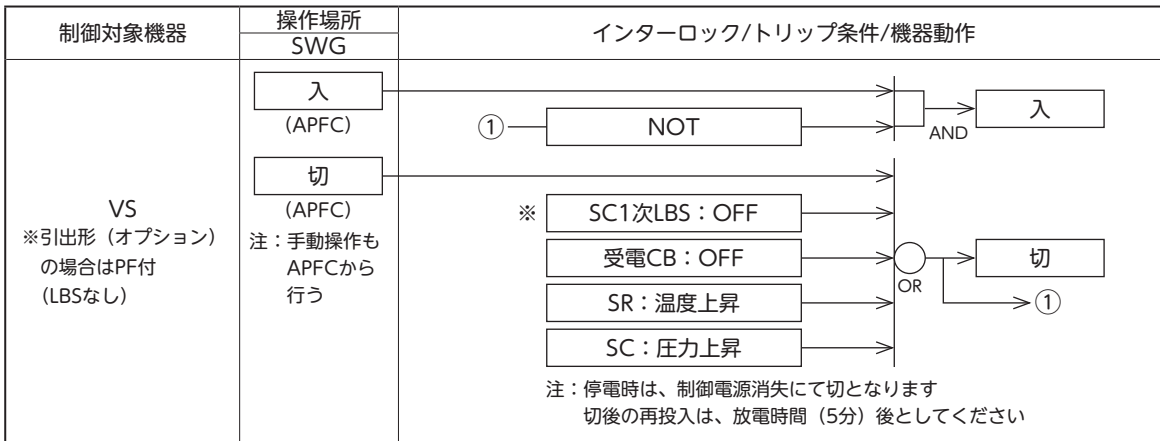 制御対象機器
操作場所
SWG
インターロック/トリップ条件/機器動作
VS
※引出形（オプション）
の場合はPF付
(LBSなし)
入
(APFC)
切
(APFC)
注：手動操作も
APFCから
行う
①
NOT
AND
入
※
SC1次LBS：OFF
受電CB：OFF
SR：温度上昇
SC：圧力上昇
OR
切
①
注：停電時は、制御電源消失にて切となります
切後の再投入は、放電時間（5分）後としてください